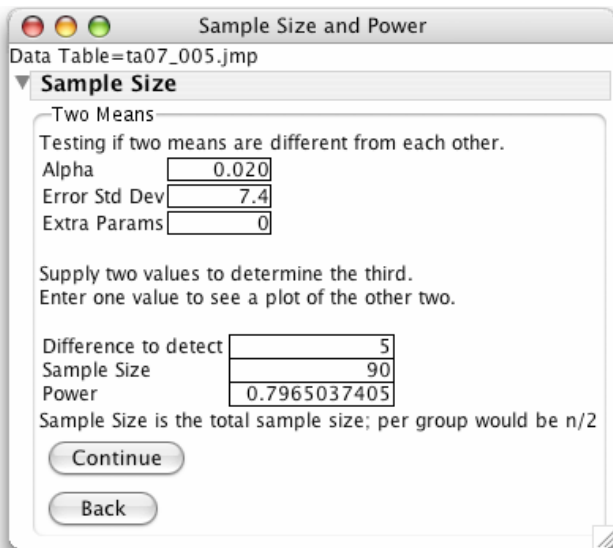 Sample Size and Power
Data Table=ta07_005.jmp
Sample Size
Two Means
Testing if two means are different from each other.
Alpha 0.020
Error Std Dev 7.4
Extra Params 0
Supply two values to determine the third.
Enter one value to see a plot of the other two.
Difference to detect 5
Sample Size 90
Power 0.7965037405
Sample Size is the total sample size; per group would be n/2
Continue
Back